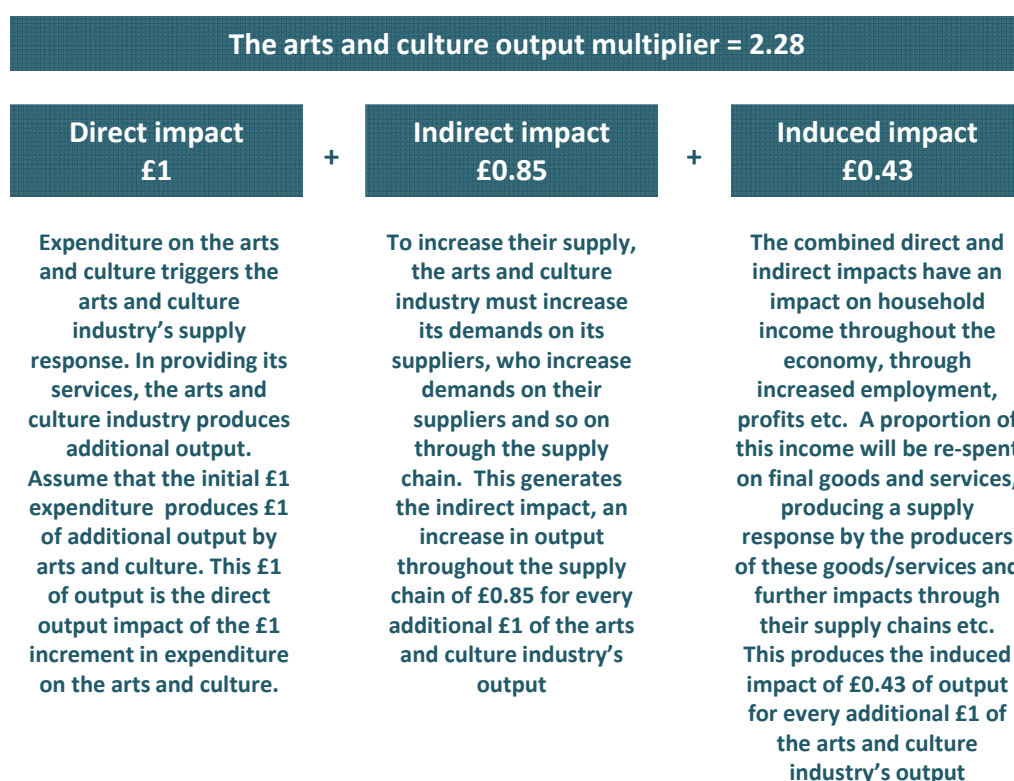 The arts and culture output multiplier = 2.28
Direct impact
£1
+
Indirect impact
£0.85
+
Induced impact
£0.43
Expenditure on the arts
and culture triggers the
arts and culture
industry’s supply
response. In providing its
services, the arts and
culture industry produces
additional output.
Assume that the initial £1
expenditure produces £1
of additional output by
arts and culture. This £1
of output is the direct
output impact of the £1
increment in expenditure
on the arts and culture.
To increase their supply,
the arts and culture
industry must increase
its demands on its
suppliers, who increase
demands on their
suppliers and so on
through the supply
chain. This generates
the indirect impact, an
increase in output
throughout the supply
chain of £0.85 for every
additional £1 of the arts
and culture industry’s
output
The combined direct and
indirect impacts have an
impact on household
income throughout the
economy, through
increased employment,
profits etc. A proportion of
this income will be re-spent
on final goods and services,
producing a supply
response by the producers
of these goods/services and
further impacts through
their supply chains etc.
This produces the induced
impact of £0.43 of output
for every additional £1 of
the arts and culture
industry’s output